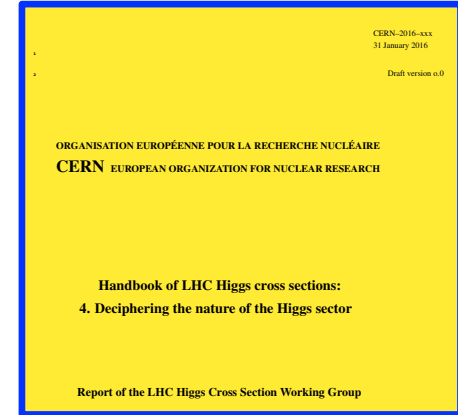 CERN–2016–xxx
31 January 2016
1
2
Draft version o.0
ORGANISATION EUROPÉENNE POUR LA RECHERCHE NUCLÉAIRE
CERN EUROPEAN ORGANIZATION FOR NUCLEAR RESEARCH
Handbook of LHC Higgs cross sections:
4. Deciphering the nature of the Higgs sector
Report of the LHC Higgs Cross Section Working Group